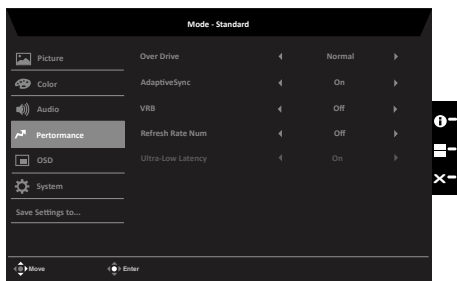 Mode - Standard
Picture
Over Drive Normal
Color
AdaptiveSync On
Audio
VRB Off
Pertormance
Refresh Rate Num Off
OSD
Ultra-Low Latency On
System
Save Settings to...
Move Enter